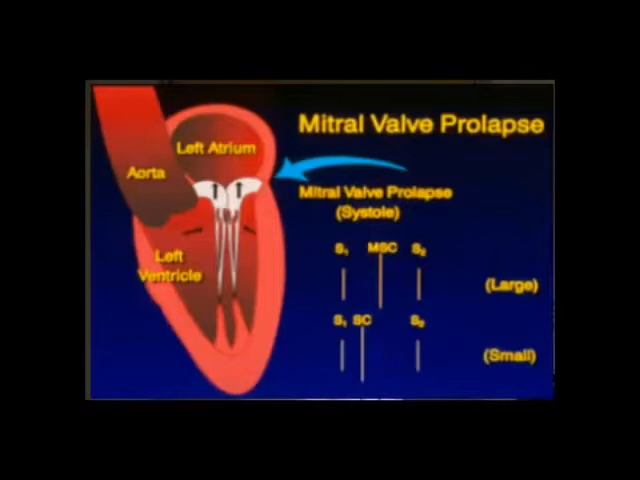 Mitral Valve Prolapse
Left Atrium
Aorta
Mitral Valve Prolapse
(Systole)
Left
Ventricle
S₁ MSC S₂
(Large)
S₁ SC S₂
(Small)